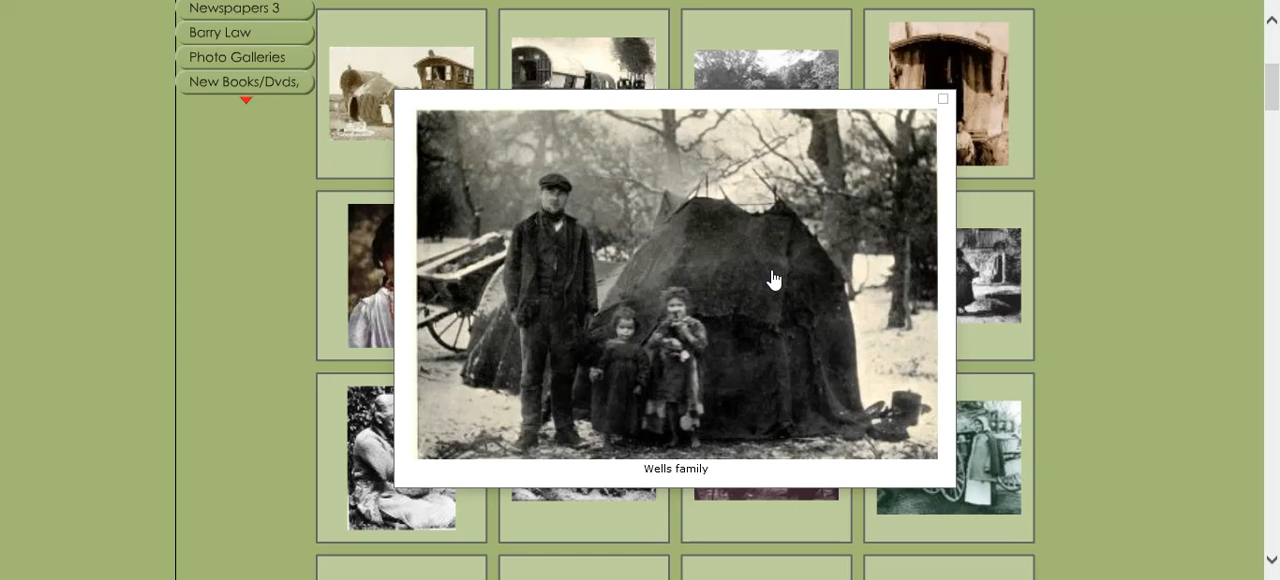 Newspapers 3
Barry Law
Photo Galleries
New Books/Dvds,
Wells family